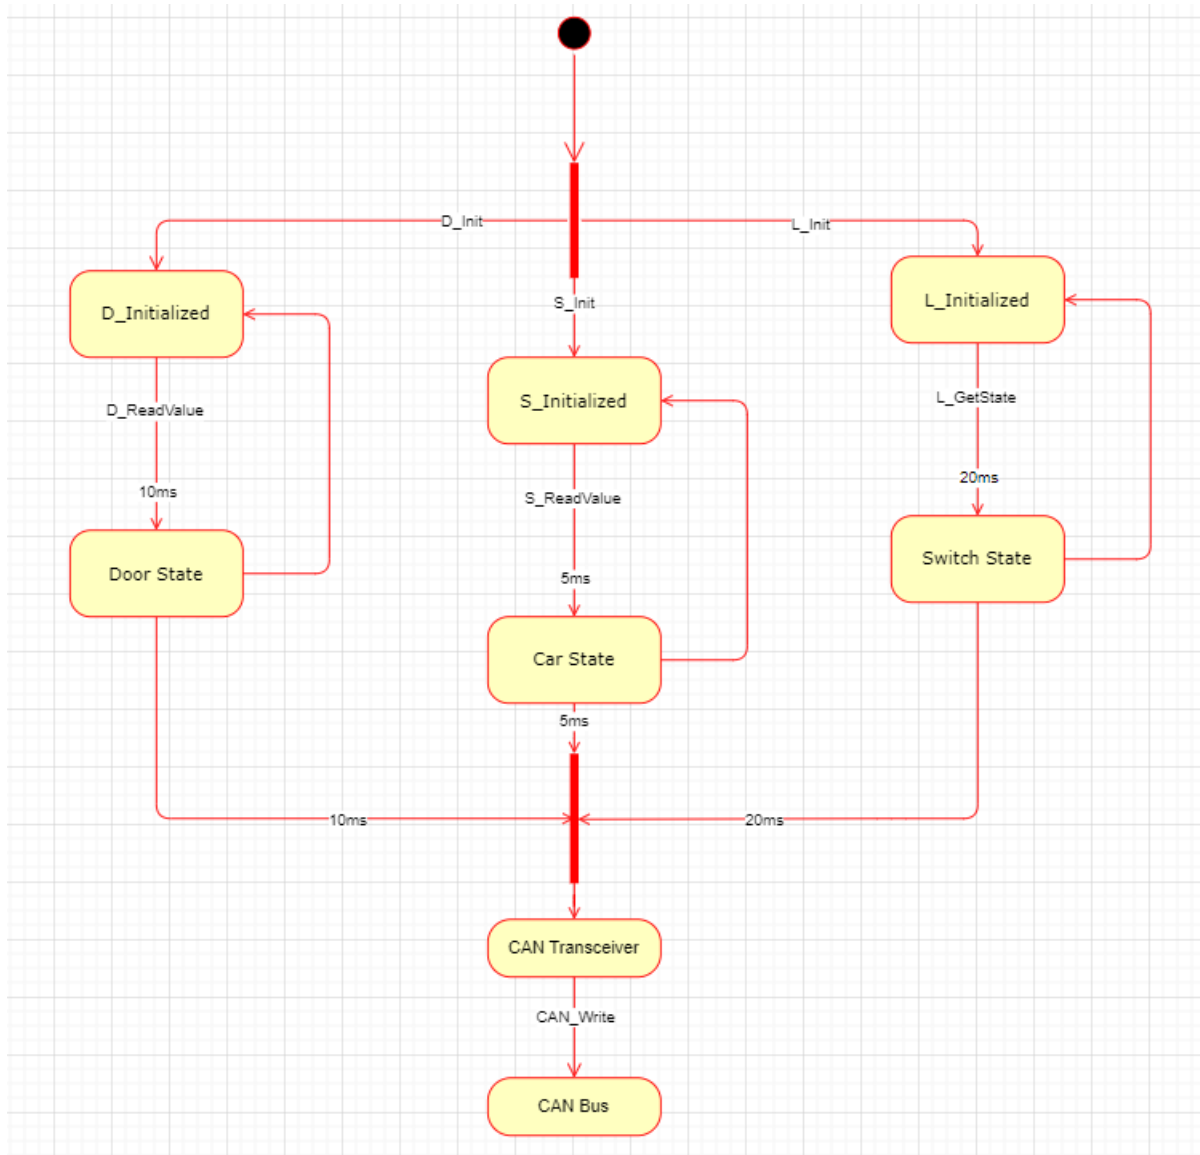 D_Init
L_Init
D_Initialized
S_Init
L_Initialized
D_ReadValue
S_Initialized
L_GetState
10ms
S_ReadValue
20ms
Door State
5ms
Switch State
Car State
5ms
10ms
20ms
CAN Transceiver
CAN_Write
CAN Bus